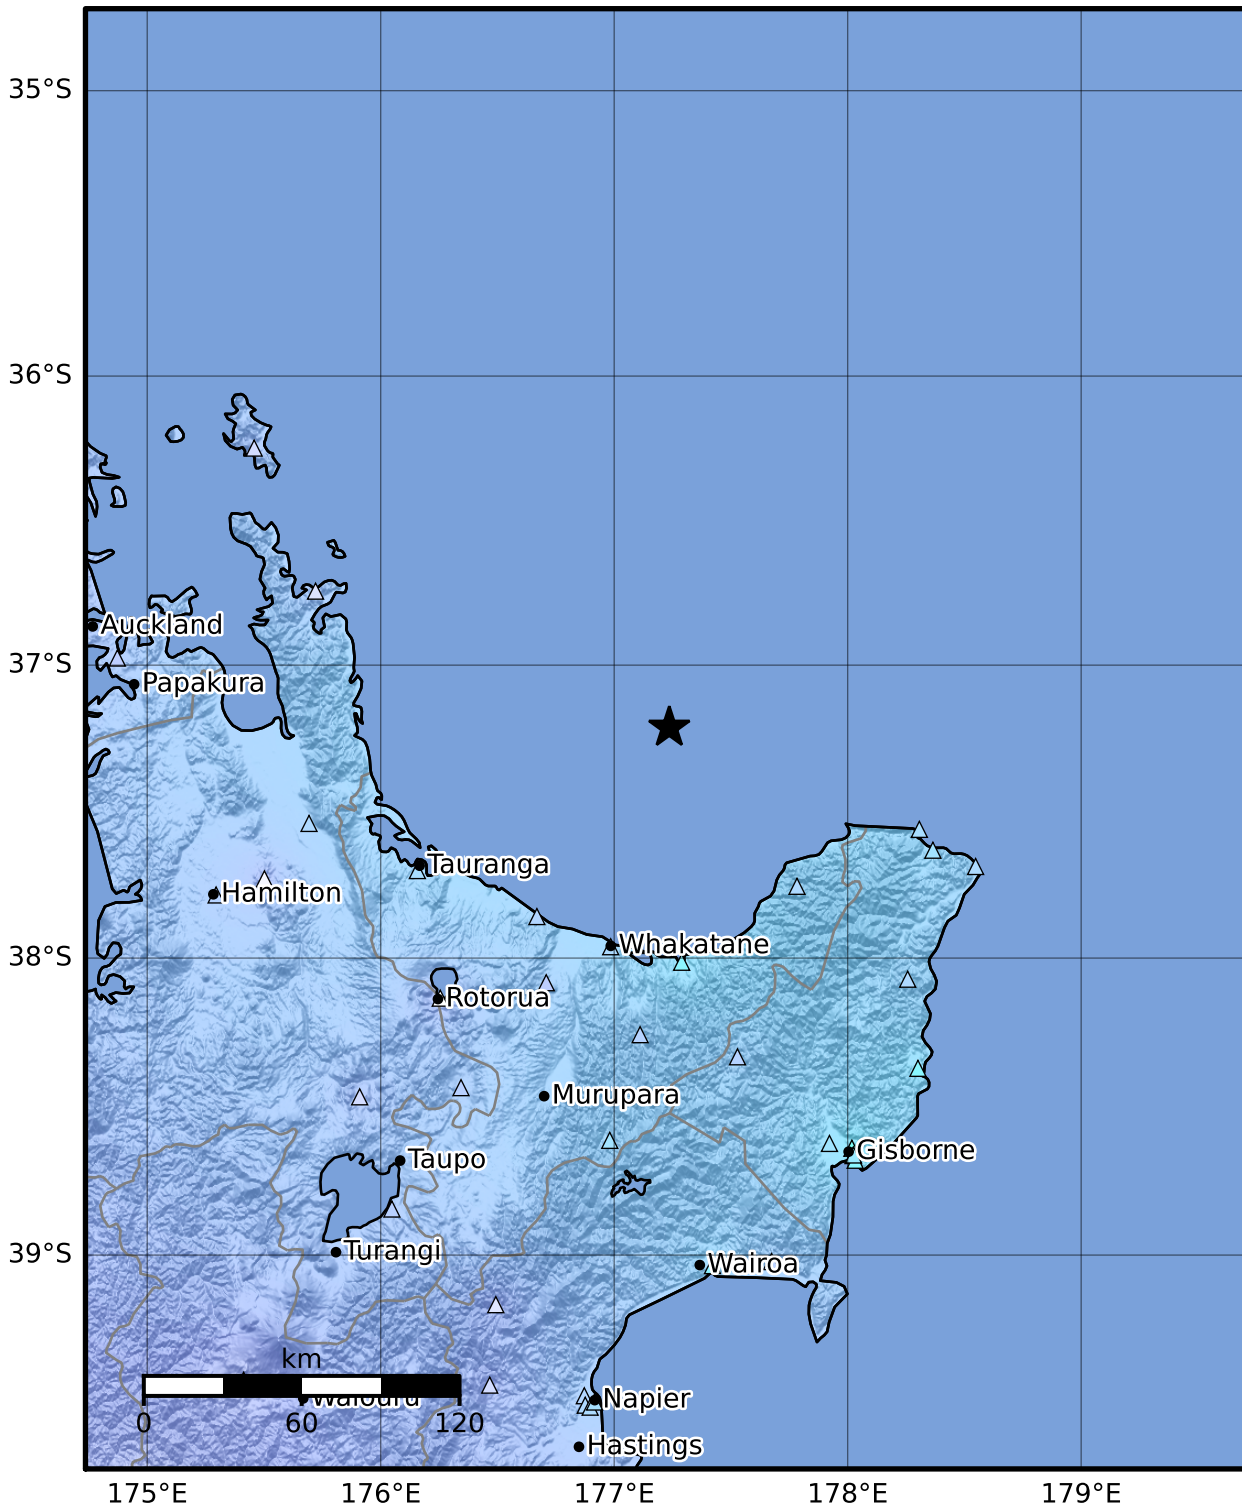 35°S
36°S
Auckland
37°S
Papakura
Tauranga
Hamilton
Whakatane
38°S
Rotorua
Murupara
Gisborne
Taupo
Turangi
39°S
Wairoa
km
Waiouru
Napier
0 60 120
Hastings
175°E 176°E 177°E 178°E 179°E